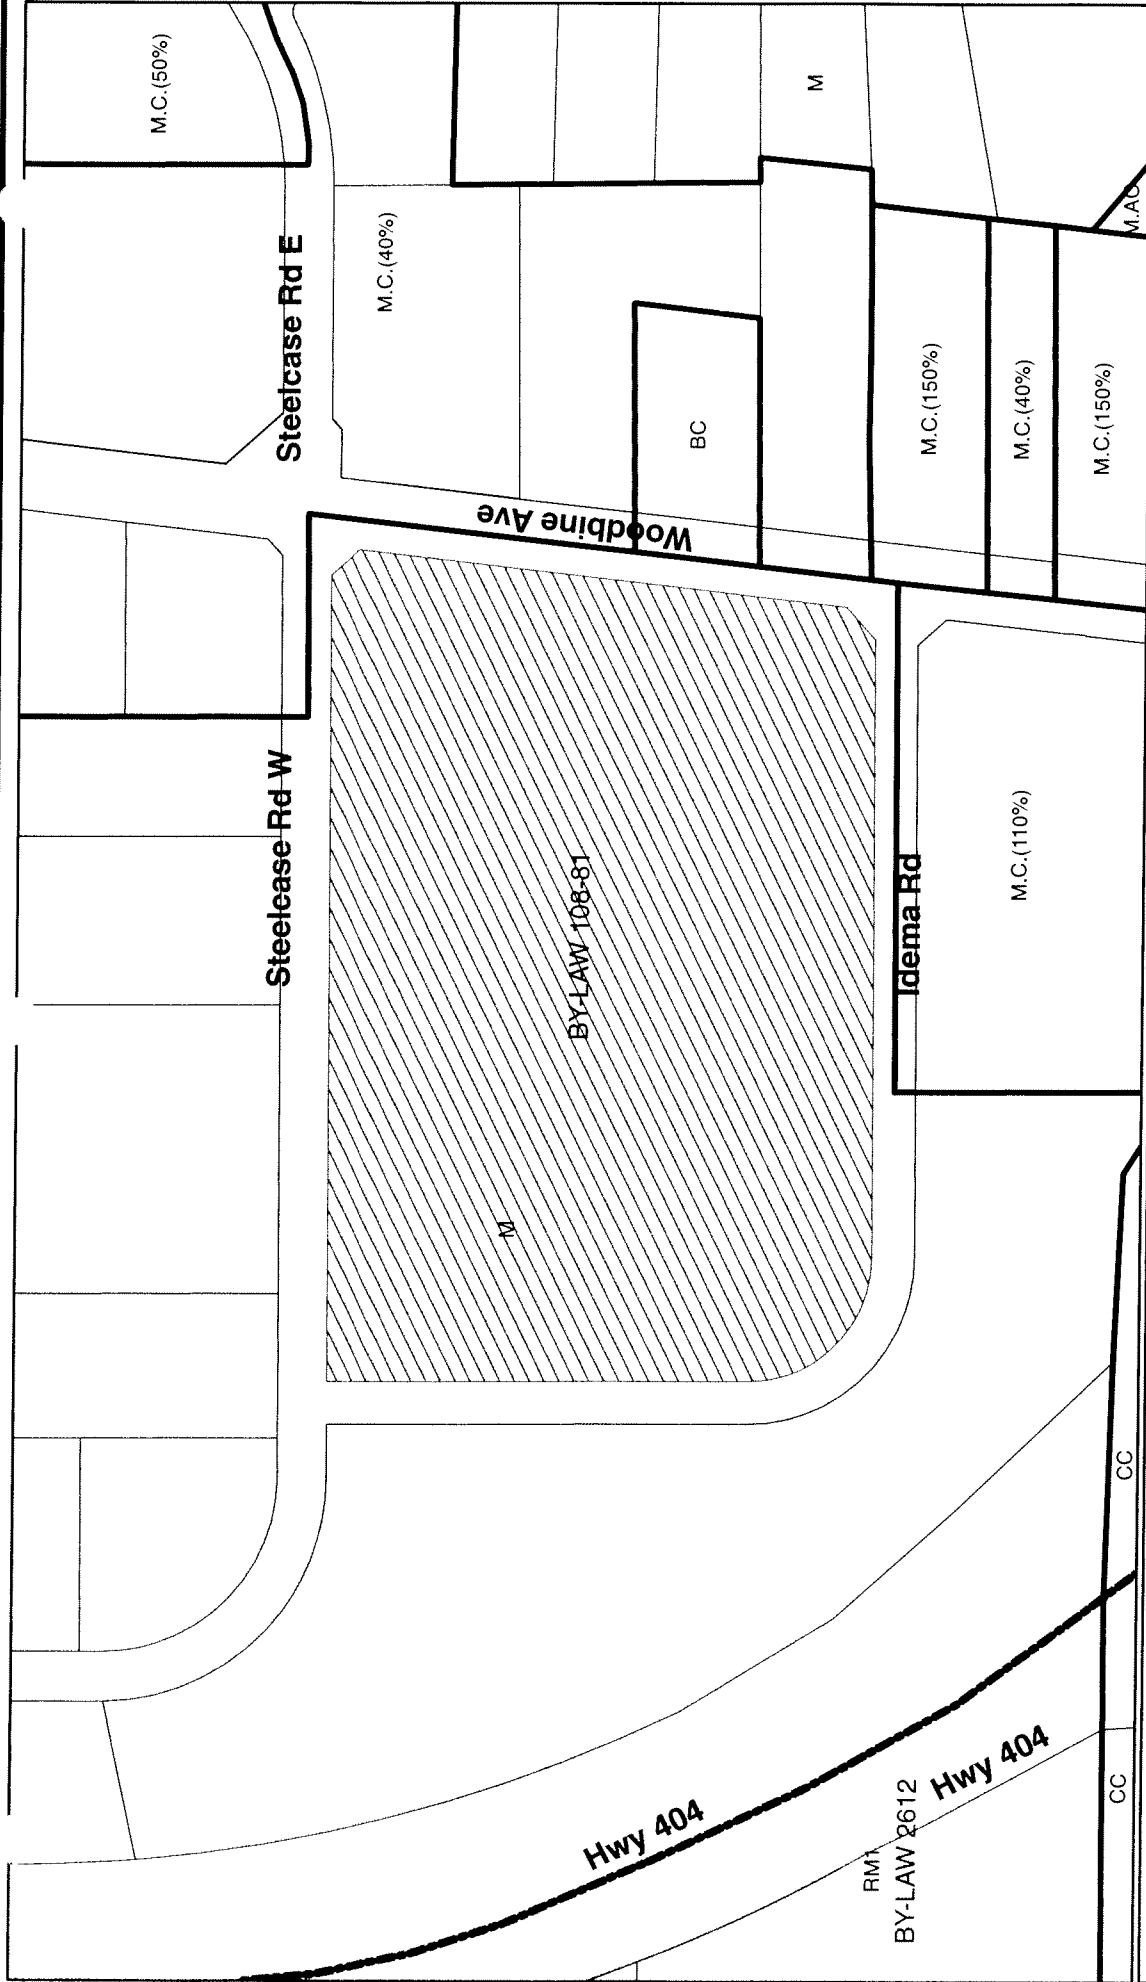 M.C.(50%)
Steelcase Rd E
M.C.(40%)
M
M.AC
BC
M.C.(150%)
M.C.(40%)
M.C.(150%)
Woodbine Ave
Steelcase Rd W
BY-LAW 108-81
M
Idema Rd
M.C.(110%)
CC
Hwy 404
Hwy 404
RM1
BY-LAW 2612
CC